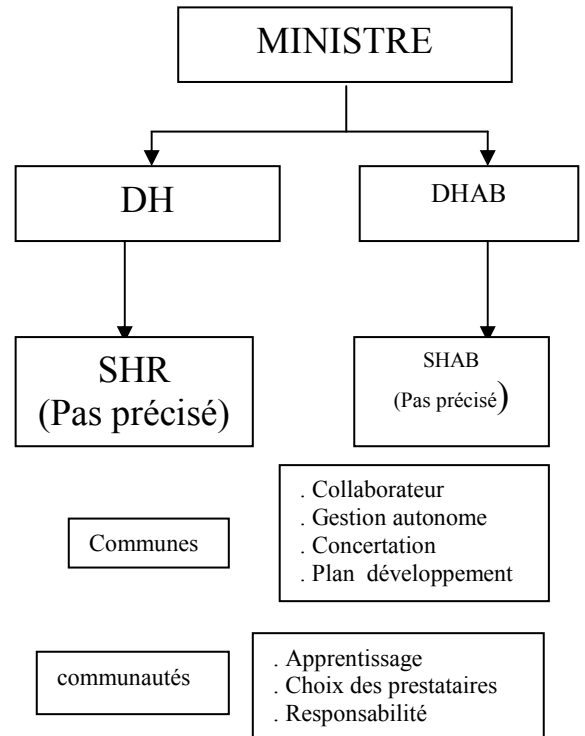 MINISTRE
DH
DHAB
SHR
(Pas précisé)
SHAB
(Pas précisé)
Communes
. Collaborateur
. Gestion autonome
. Concertation
. Plan développement
communautés
. Apprentissage
. Choix des prestataires
. Responsabilité